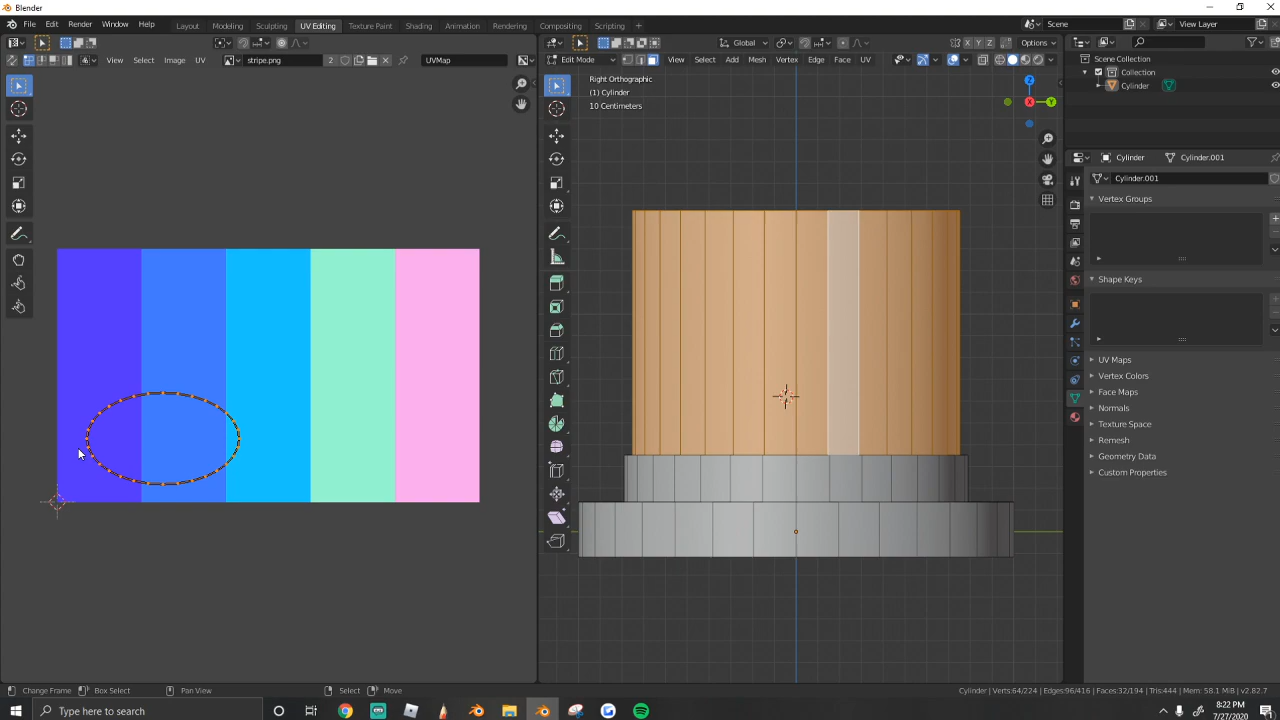 Blender
File Edit Render Window Help Layout Modeling Sculpting UV Editing Texture Paint Shading Animation Rendering Compositing Scripting Scene View Layer
Global Options
View Select Image UV stripe.png 2 UVMap Edit Mode View Select Add Mesh Vertex Edge Face UV
Scene Collection
Collection
Cylinder
Right Orthographic
(1) Cylinder
10 Centimeters
X Y Z
Z
X
Y
Cylinder Cylinder.001
Cylinder.001
Vertex Groups
Shape Keys
UV Maps
Vertex Colors
Face Maps
Normals
Texture Space
Remesh
Geometry Data
Custom Properties
Change Frame Box Select Pan View Select Move Cylinder | Verts:64/224 | Edges:96/416 | Faces:32/194 | Tris:444 | Mem: 58.1 MiB | v2.82.7
Type here to search
8:22 PM
7/27/2020